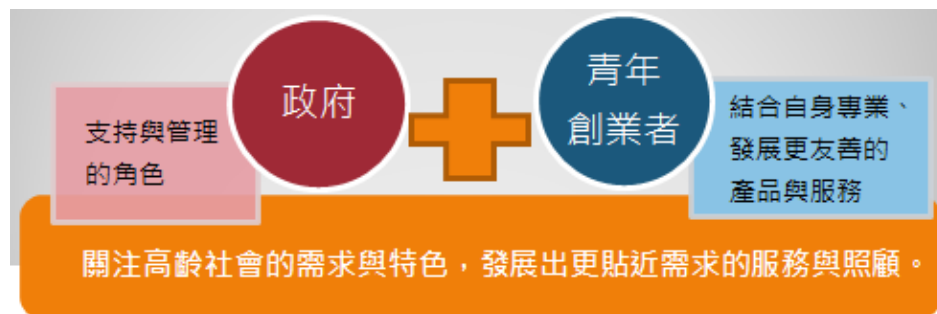 政府
支持與管理
的角色
青年
創業者
結合自身專業、
發展更友善的
產品與服務
關注高齡社會的需求與特色，發展出更貼近需求的服務與照顧。